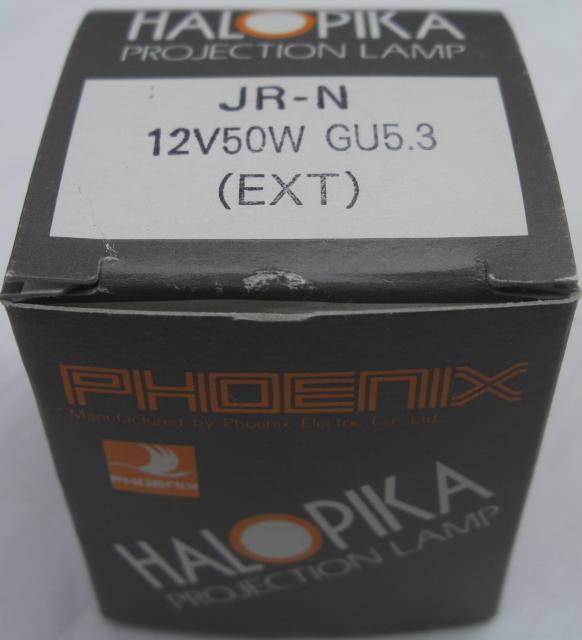 HALOPIKA
PROJECTION LAMP
JR-N
12V50W GU5.3
(EXT)
PHOENIX
Manufactured by Phoenix Electric Co., Ltd.
PHOENIX
HALOPIKA
PROJECTION LAMP